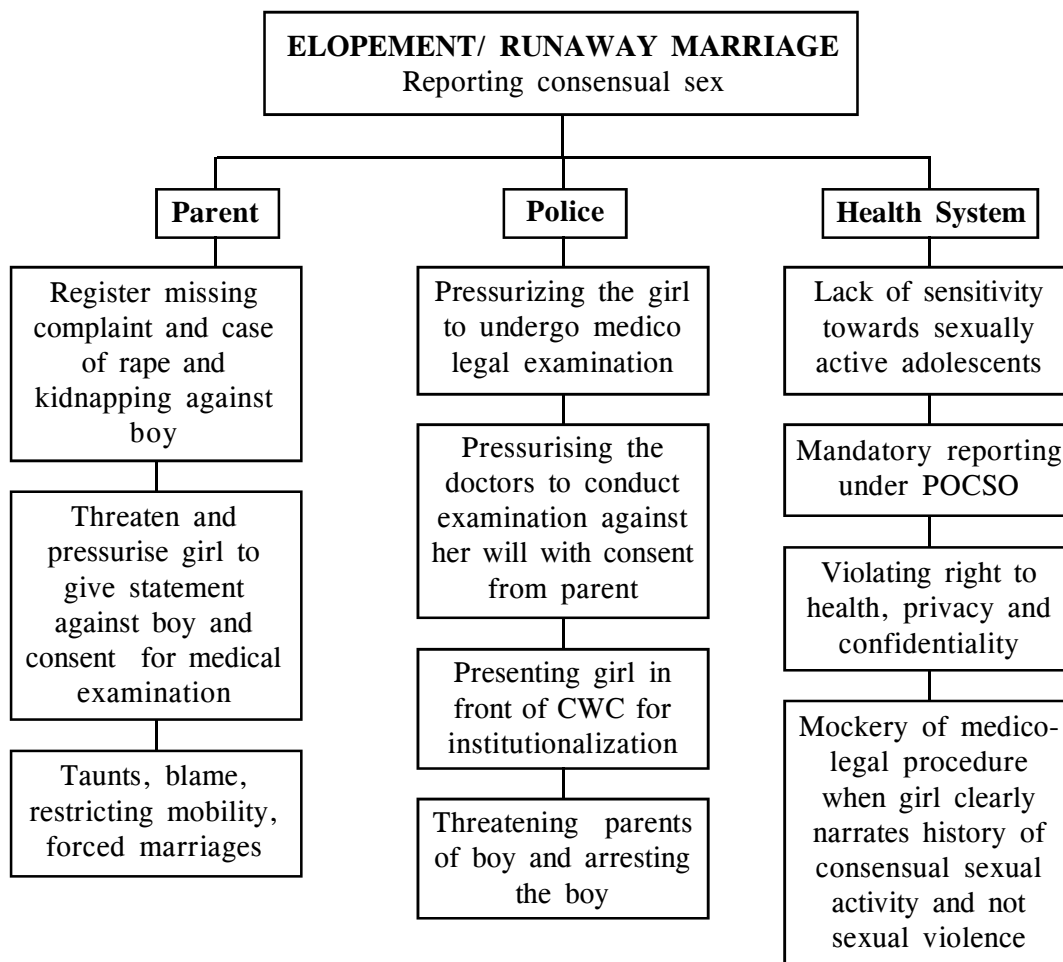 ELOPEMENT/ RUNAWAY MARRIAGE
Reporting consensual sex
Parent
Register missing
complaint and case
of rape and
kidnapping against
boy
Threaten and
pressurise girl to
give statement
against boy and
consent for medical
examination
Taunts, blame,
restricting mobility,
forced marriages
Police
Pressurizing the girl
to undergo medico
legal examination
Pressurising the
doctors to conduct
examination against
her will with consent
from parent
Presenting girl in
front of CWC for
institutionalization
Threatening parents
of boy and arresting
the boy
Health System
Lack of sensitivity
towards sexually
active adolescents
Mandatory reporting
under POCSO
Violating right to
health, privacy and
confidentiality
Mockery of medico-
legal procedure
when girl clearly
narrates history of
consensual sexual
activity and not
sexual violence